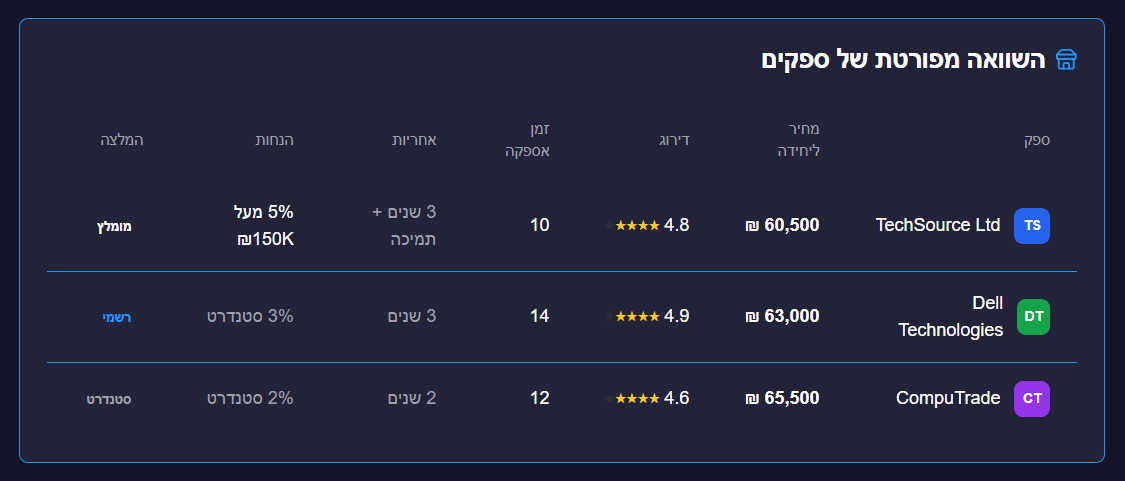 השוואה מפורטת של ספקים
ספק
מחיר
ליחידה
דירוג
זמן
אספקה
אחריות
הנחות
המלצה
TS
TechSource Ltd
60,500 ₪
4.8 ★★★★★
10
3 שנים +
תמיכה
5% מעל
₪150K
מומלץ
DT
Dell
Technologies
63,000 ₪
4.9 ★★★★★
14
3 שנים
3% סטנדרט
רשמי
CT
CompuTrade
65,500 ₪
4.6 ★★★★★
12
2 שנים
2% סטנדרט
סטנדרט